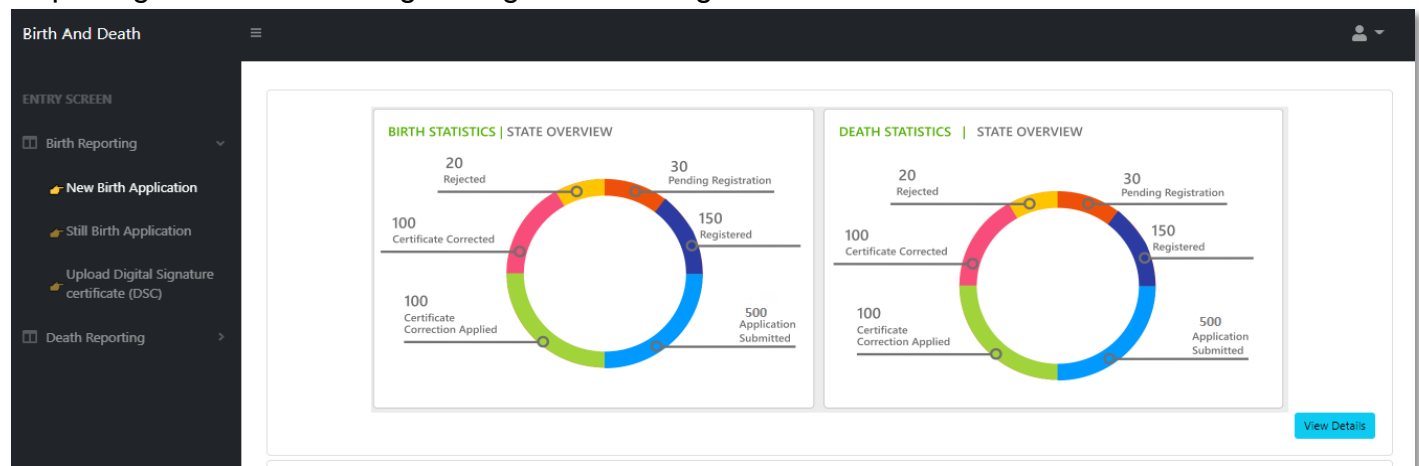 Birth And Death
ENTRY SCREEN
Birth Reporting
New Birth Application
Still Birth Application
Upload Digital Signature
certificate (DSC)
Death Reporting
BIRTH STATISTICS | STATE OVERVIEW
20
Rejected
30
Pending Registration
100
Certificate Corrected
150
Registered
100
Certificate
Correction Applied
500
Application
Submitted
DEATH STATISTICS | STATE OVERVIEW
20
Rejected
30
Pending Registration
100
Certificate Corrected
150
Registered
100
Certificate
Correction Applied
500
Application
Submitted
View Details